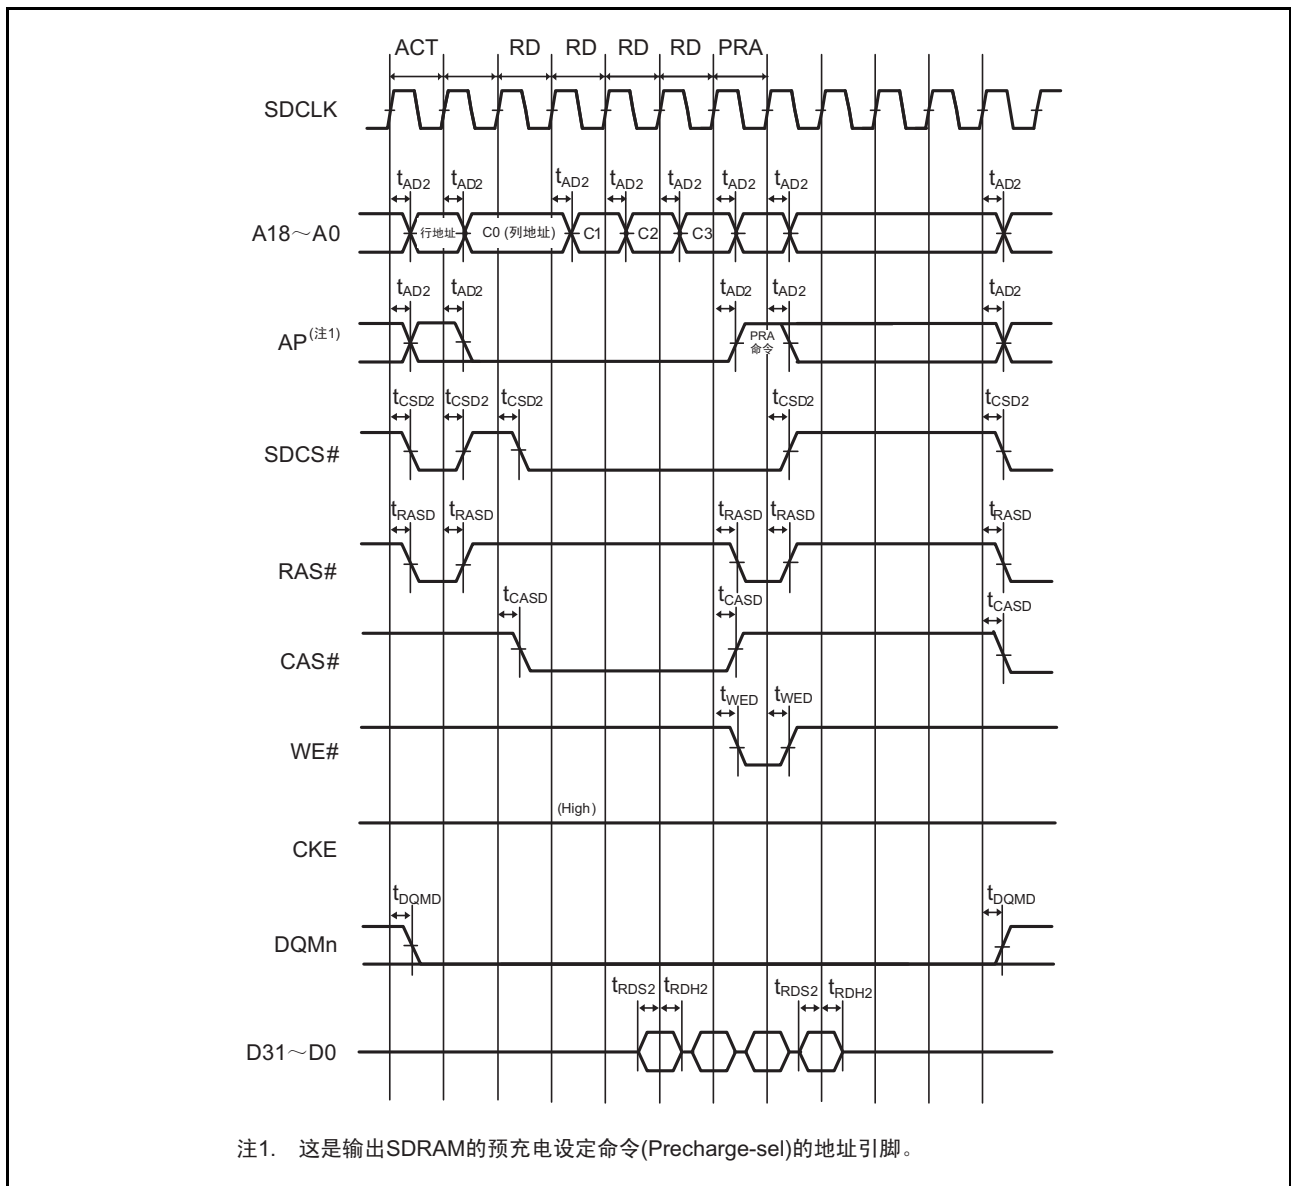 ACT RD RD RD RD PRA
SDCLK
tAD2 tAD2 tAD2 tAD2 tAD2 tAD2 tAD2 tAD2
A18～A0 行地址 C0 (列地址) C1 C2 C3
tAD2 tAD2 tAD2 tAD2 tAD2
AP(注1) PRA
命令
tCSD2 tCSD2 tCSD2 tCSD2 tCSD2
SDCS#
tRASD tRASD tRASD tRASD tRASD
RAS#
tCASD tCASD tCASD
CAS#
tWED tWED
WE#
(High)
CKE
tDQMD tDQMD
DQMn
tRDS2 tRDH2 tRDS2 tRDH2
D31～D0
注1. 这是输出SDRAM的预充电设定命令(Precharge-sel)的地址引脚。